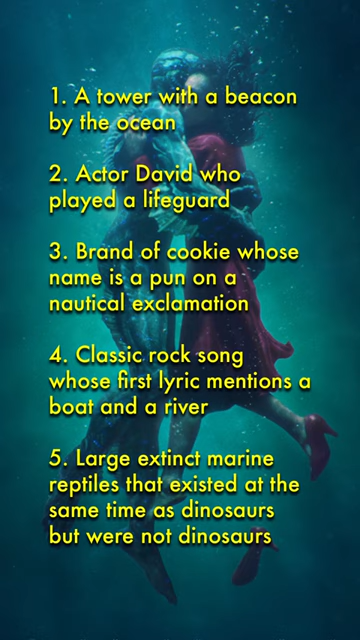 1. A tower with a beacon
by the ocean
2. Actor David who
played a lifeguard
3. Brand of cookie whose
name is a pun on a
nautical exclamation
4. Classic rock song
whose first lyric mentions a
boat and a river
5. Large extinct marine
reptiles that existed at the
same time as dinosaurs
but were not dinosaurs